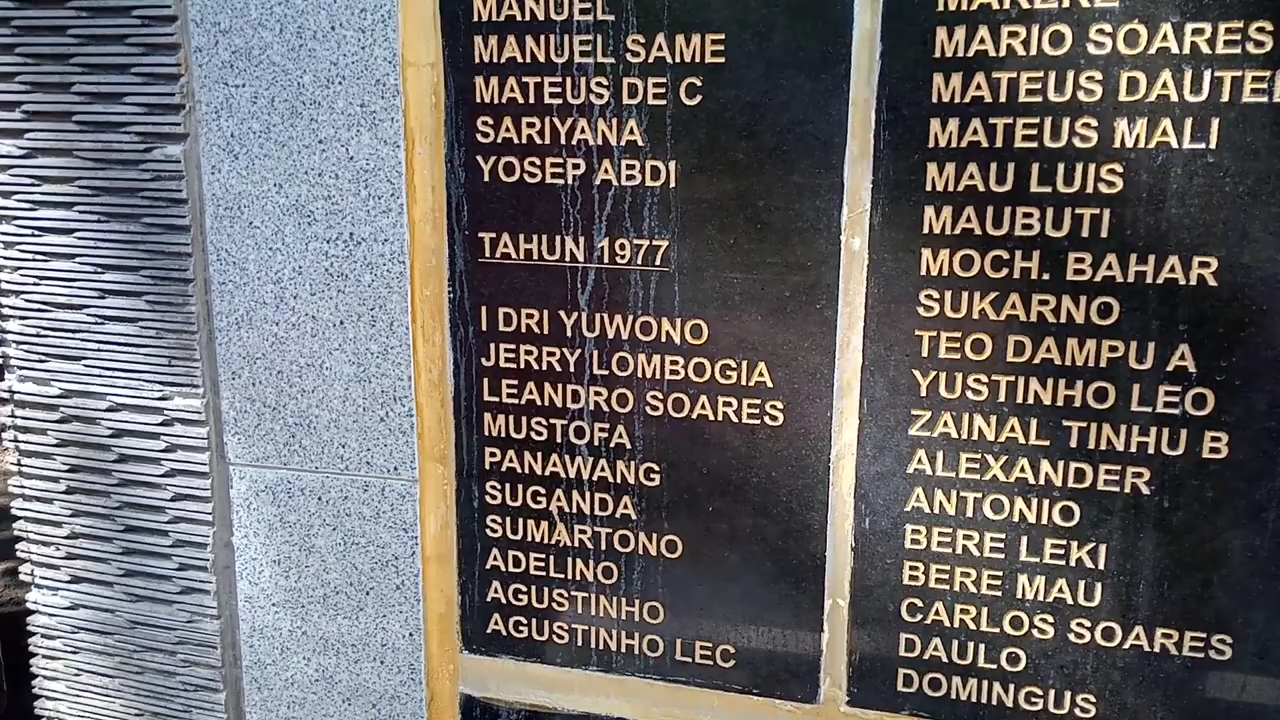 MANUEL
MANUEL SAME
MATEUS DE C
SARIYANA
YOSEP ABDI
TAHUN 1977
I DRI YUWONO
JERRY LOMBOGIA
LEANDRO SOARES
MUSTOFA
PANAWANG
SUGANDA
SUMARTONO
ADELINO
AGUSTINHO
AGUSTINHO LEC
MARIO SOARES
MATEUS
MATEUS MALI
MAU LUIS
MAUBUTI
MOCH. BAHAR
SUKARNO
TEO DAMPU A
YUSTINHO LEO
ZAINAL TINHU B
ALEXANDER
ANTONIO
BERE LEKI
BERE MAU
CARLOS SOARES
DAULO
DOMINGUS